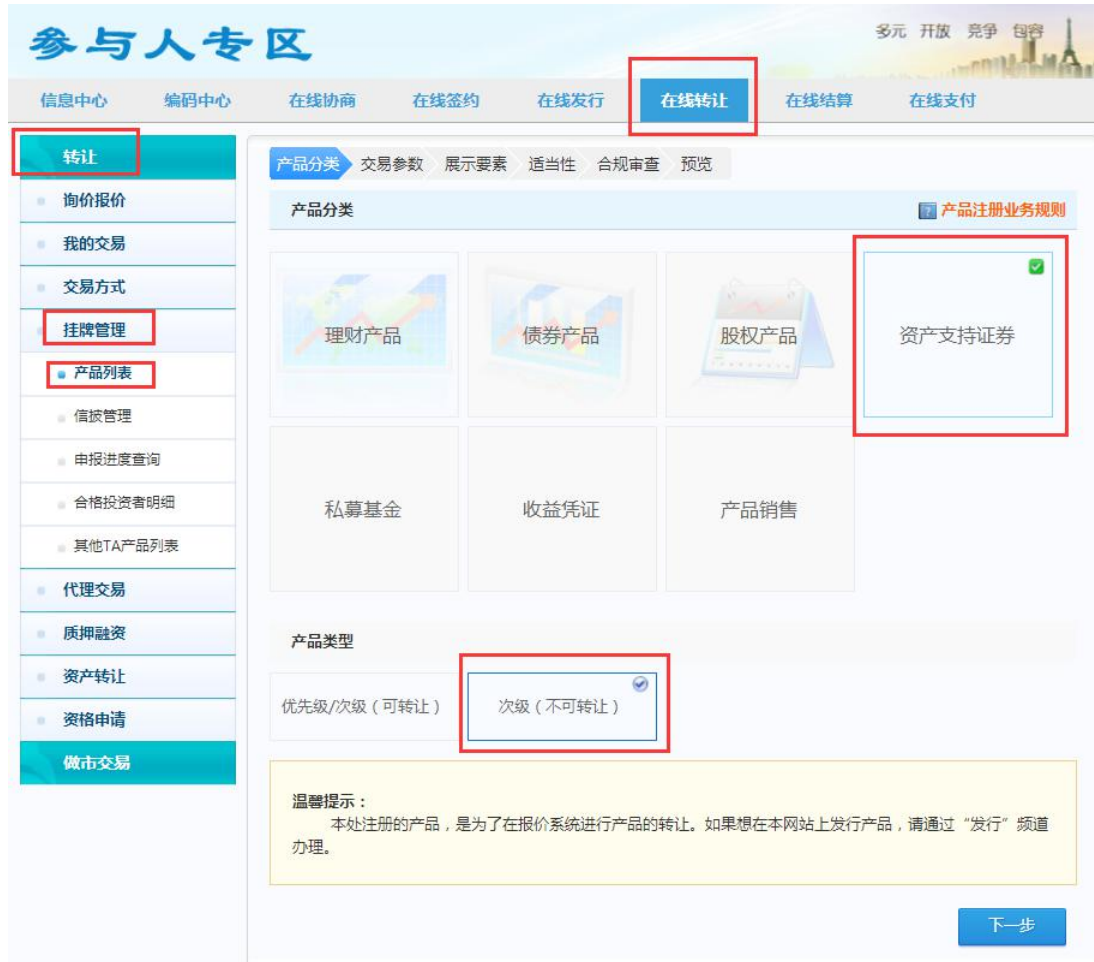 参与人专区
多元 开放 竞争 包容
信息中心 编码中心 在线协商 在线签约 在线发行 在线转让 在线结算 在线支付
转让
询价报价
我的交易
交易方式
挂牌管理
产品列表
信披管理
申报进度查询
合格投资者明细
其他TA产品列表
代理交易
质押融资
资产转让
资格申请
做市交易
产品分类 交易参数 展示要素 适当性 合规审查 预览
产品分类 ? 产品注册业务规则
理财产品 债券产品 股权产品 资产支持证券
私募基金 收益凭证 产品销售
产品类型
优先级/次级(可转让) 次级(不可转让)
温馨提示:
本处注册的产品,是为了在报价系统进行产品的转让。如果想在本网站上发行产品,请通过“发行”频道
办理。
下一步